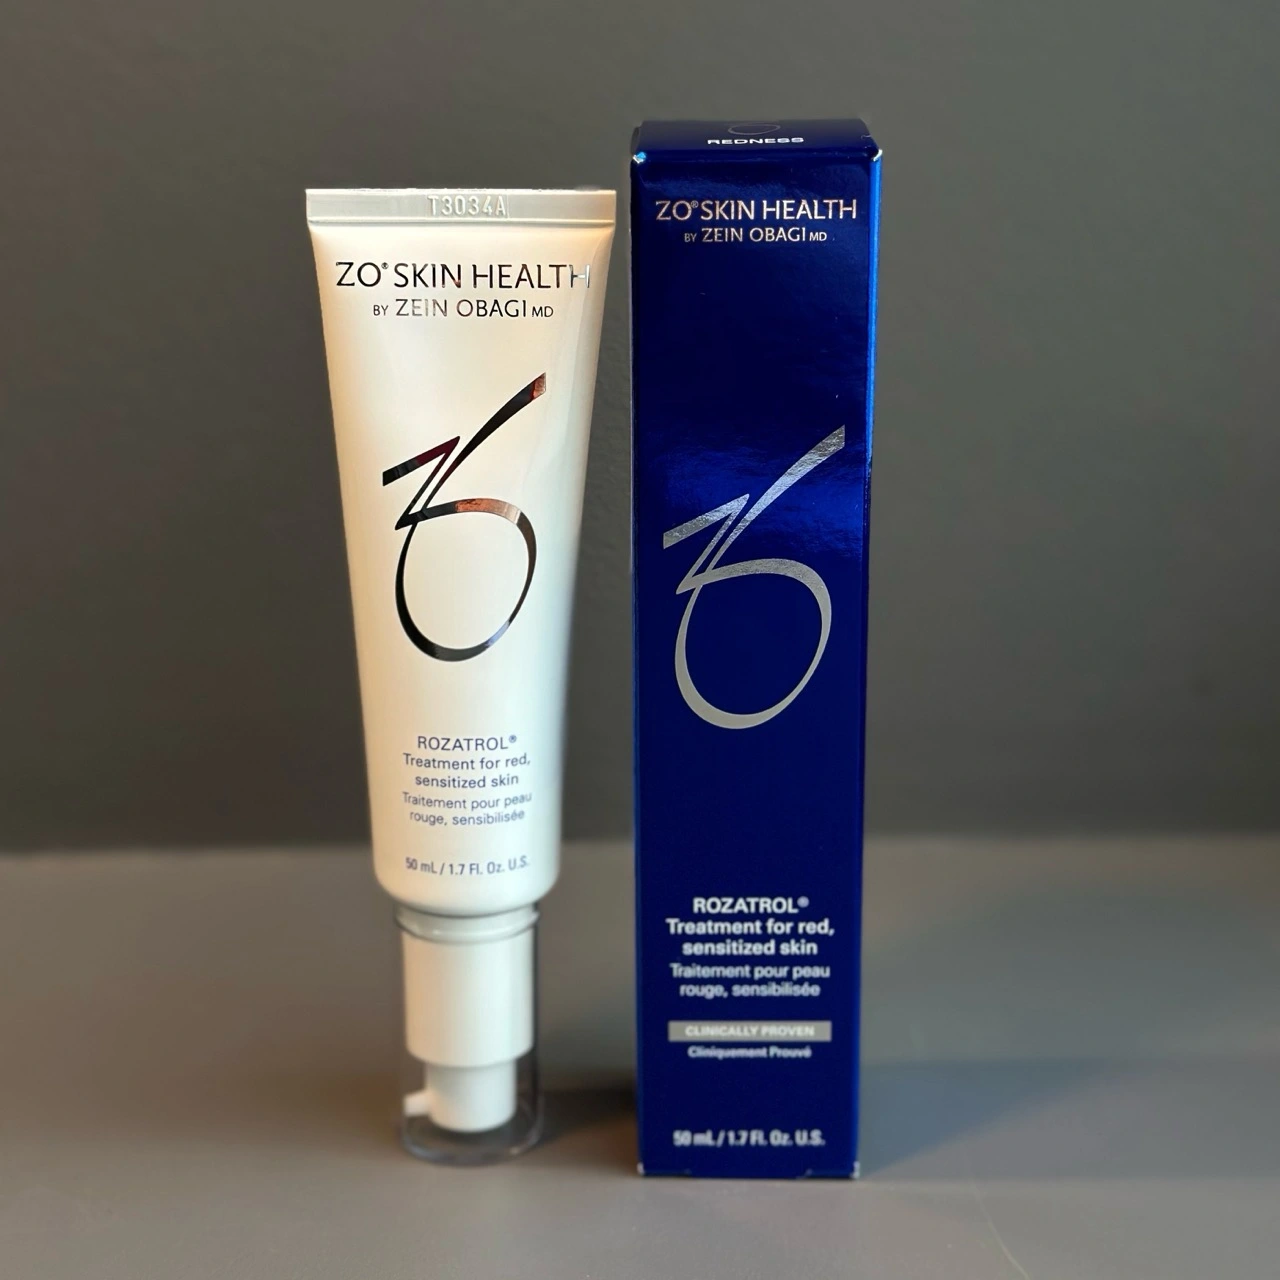 T3034A
ZO® SKIN HEALTH
BY ZEIN OBAGI MD
ROZATROL®
Treatment for red,
sensitized skin
Traitement pour peau
rouge, sensibilisée
50 mL / 1.7 Fl. Oz. U.S.
REDNESS
ZO® SKIN HEALTH
BY ZEIN OBAGI MD
ROZATROL®
Treatment for red,
sensitized skin
Traitement pour peau
rouge, sensibilisée
CLINICALLY PROVEN
Cliniquement Prouvé
50 mL / 1.7 Fl. Oz. U.S.